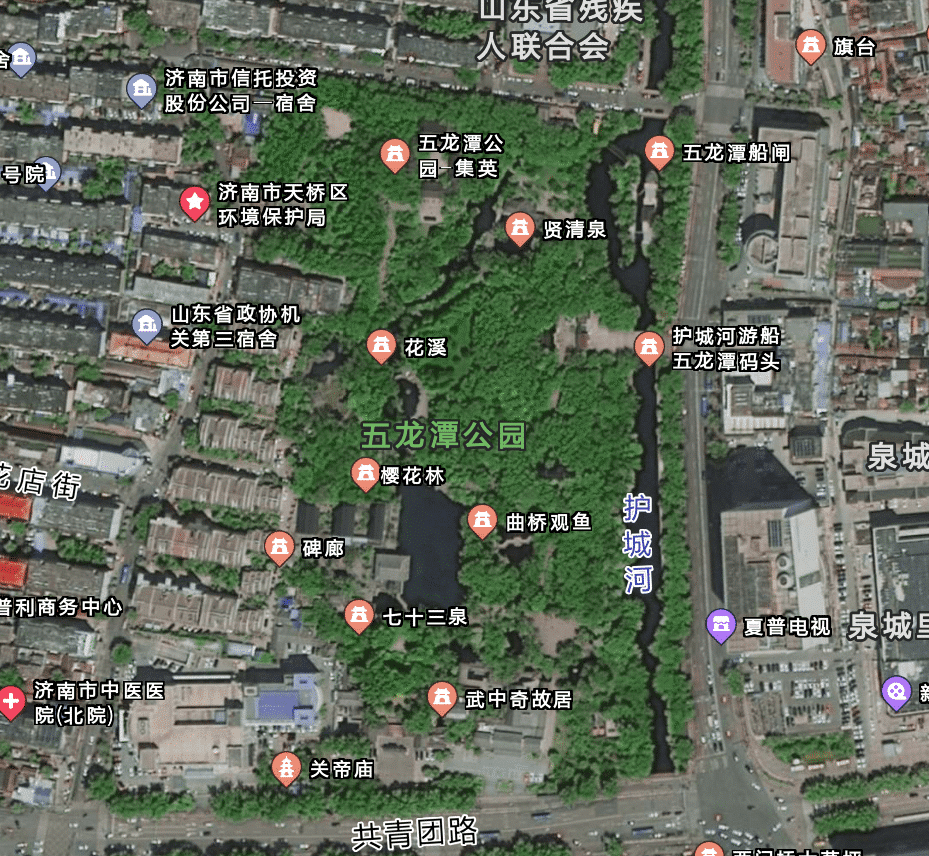 山东省残疾
人联合会
旗台
舍
济南市信托投资
股份公司一宿舍
五龙潭公
园-集英
五龙潭船闸
号院
济南市天桥区
环境保护局
贤清泉
山东省政协机
关第三宿舍
花溪
护城河游船
五龙潭码头
五龙潭公园
泉城
花店街
樱花林
护城河
曲桥观鱼
碑廊
普利商务中心
七十三泉
夏普电视
泉城里
济南市中医医
院(北院)
武中奇故居
新
关帝庙
共青团路